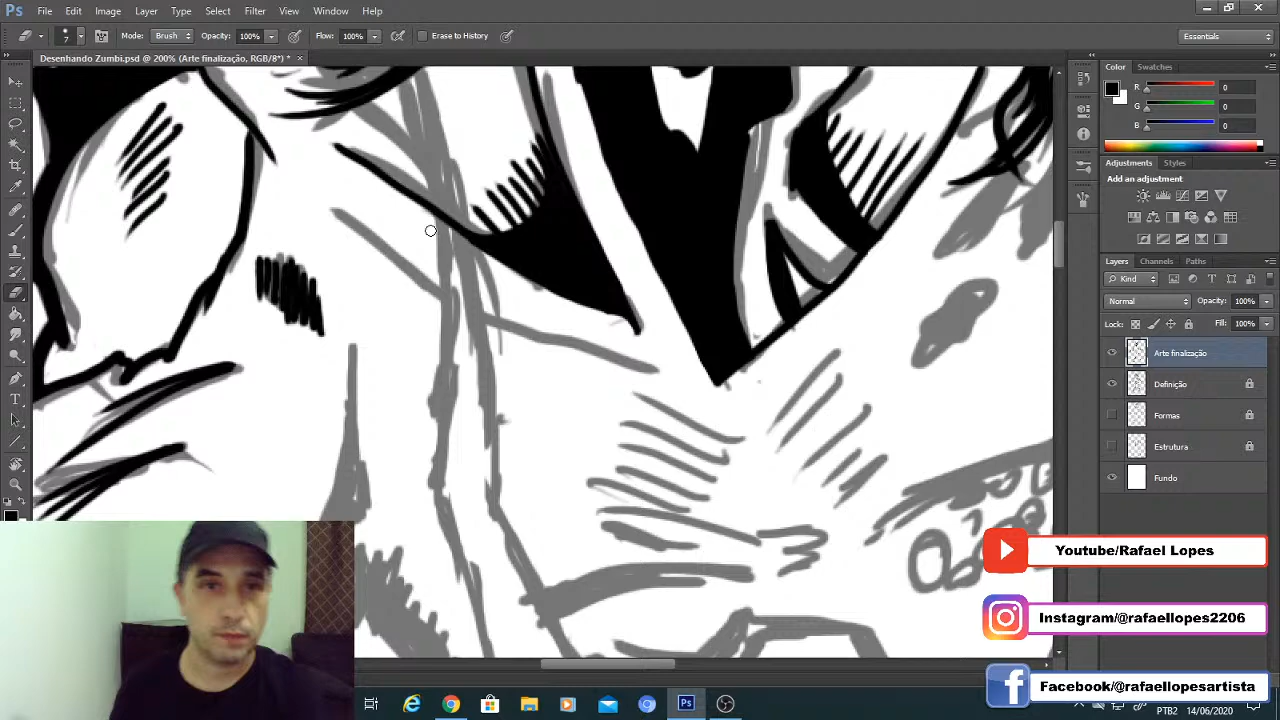 Ps File Edit Image Layer Type Select Filter View Window Help
7 Mode: Brush Opacity: 100% Flow: 100% Erase to History Essentials
Desenhando Zumbi.psd @ 200% (Arte finalização, RGB/8*) * ×
Color Swatches
R 0
G 0
B 0
Adjustments Styles
Add an adjustment
Layers Channels Paths
Kind
Normal Opacity: 100%
Lock: Fill: 100%
Arte finalização
Definição
Formas
Estrutura
Fundo
Youtube/Rafael Lopes
Instagram/@rafaellopes2206
Facebook/@rafaellopesartista
PTB2 14/06/2020